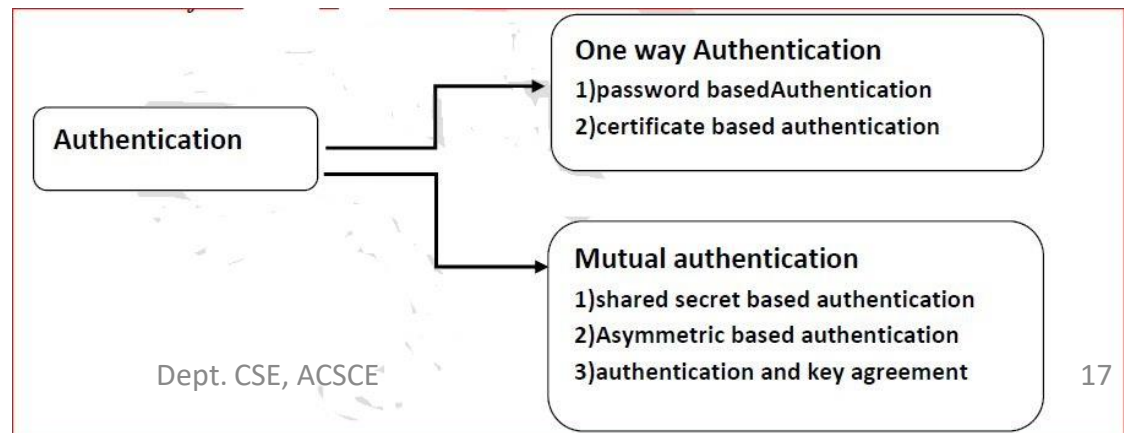 Authentication
One way Authentication
1)password basedAuthentication
2)certificate based authentication
Mutual authentication
1)shared secret based authentication
2)Asymmetric based authentication
3)authentication and key agreement
Dept. CSE, ACSCE
17